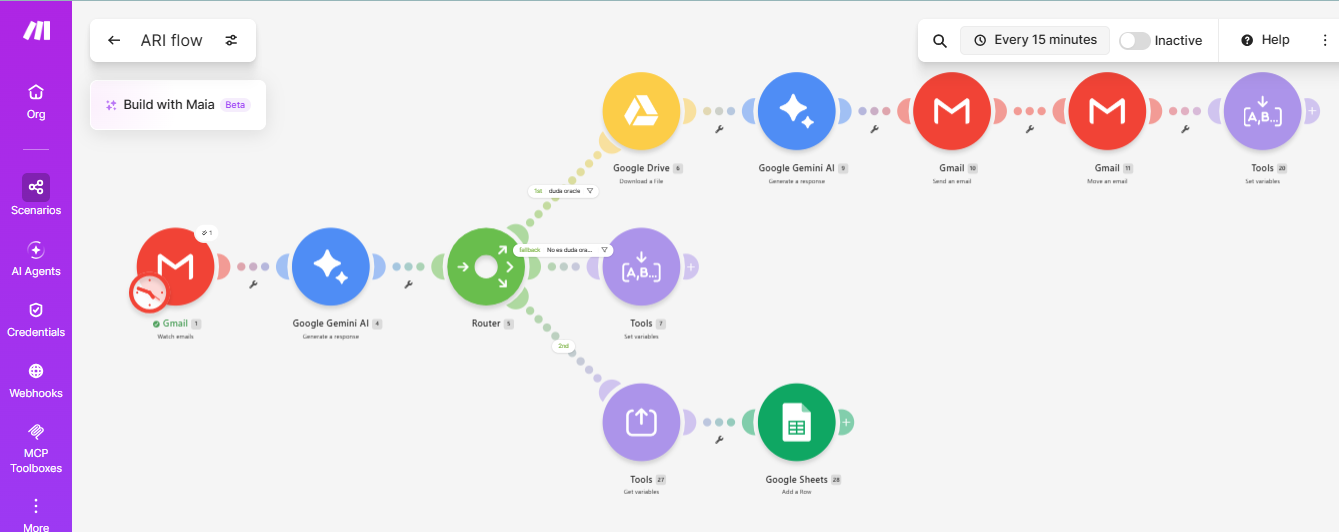 ARI flow
Every 15 minutes
Inactive
Help
Build with Maia Beta
Org
Scenarios
AI Agents
Credentials
Webhooks
MCP
Toolboxes
More
Google Drive 6
Download a File
Google Gemini AI 9
Generate a response
Gmail 10
Send an email
Gmail 11
Move an email
A,B...
Tools 20
Set variables
1st duda oracle
1
fallback No es duda ora...
A,B...
Gmail 1
Watch emails
Google Gemini AI 4
Generate a response
Router 5
Tools 7
Set variables
2nd
Tools 27
Get variables
Google Sheets 28
Add a Row